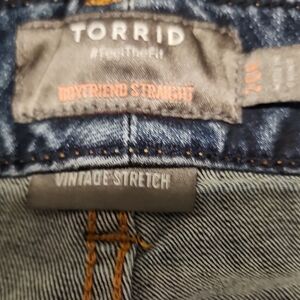 TORRID
#FeelTheFit
BOYFRIEND STRAIGHT
VINTAGE STRETCH